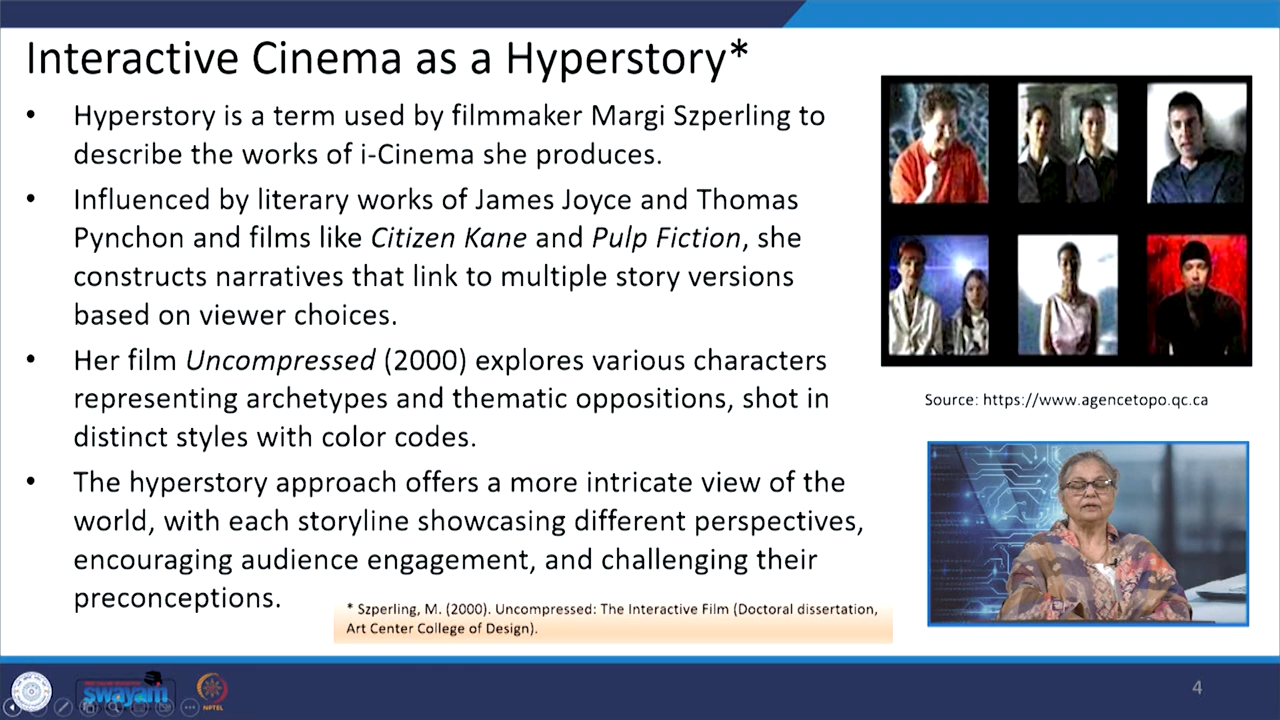 Interactive Cinema as a Hyperstory*
• Hyperstory is a term used by filmmaker Margi Szperling to
describe the works of i-Cinema she produces.
• Influenced by literary works of James Joyce and Thomas
Pynchon and films like Citizen Kane and Pulp Fiction, she
constructs narratives that link to multiple story versions
based on viewer choices.
• Her film Uncompressed (2000) explores various characters
representing archetypes and thematic oppositions, shot in
distinct styles with color codes.
• The hyperstory approach offers a more intricate view of the
world, with each storyline showcasing different perspectives,
encouraging audience engagement, and challenging their
preconceptions.
* Szperling, M. (2000). Uncompressed: The Interactive Film (Doctoral dissertation,
Art Center College of Design).
Source: https://www.agencetopo.qc.ca
swayam
NPTEL
4